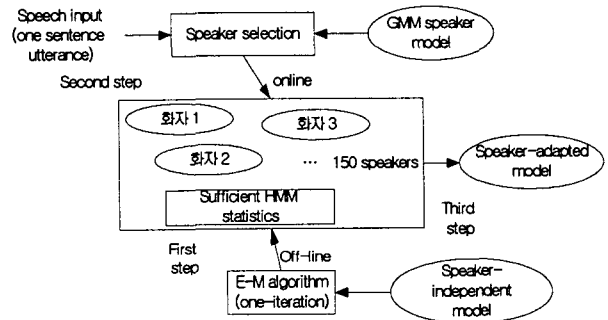 Speech input
(one sentence
utterance)
Speaker selection
GMM speaker
model
Second step
online
화자 1
화자 3
화자 2
... 150 speakers
Speaker-adapted
model
Sufficient HMM
statistics
Third
step
First
step
Off-line
E-M algorithm
(one-iteration)
Speaker-
independent
model